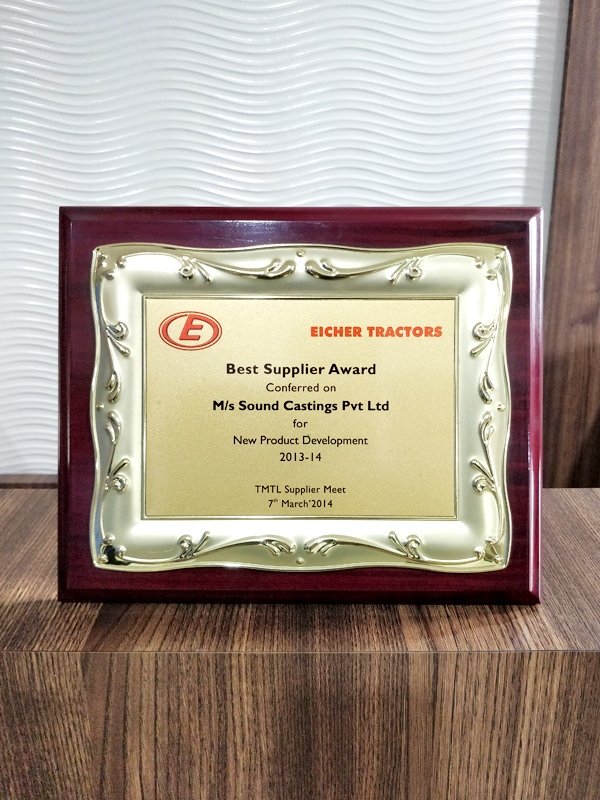 E
EICHER TRACTORS
Best Supplier Award
Conferred on
M/s Sound Castings Pvt Ltd
for
New Product Development
2013-14
TMTL Supplier Meet
7th March'2014